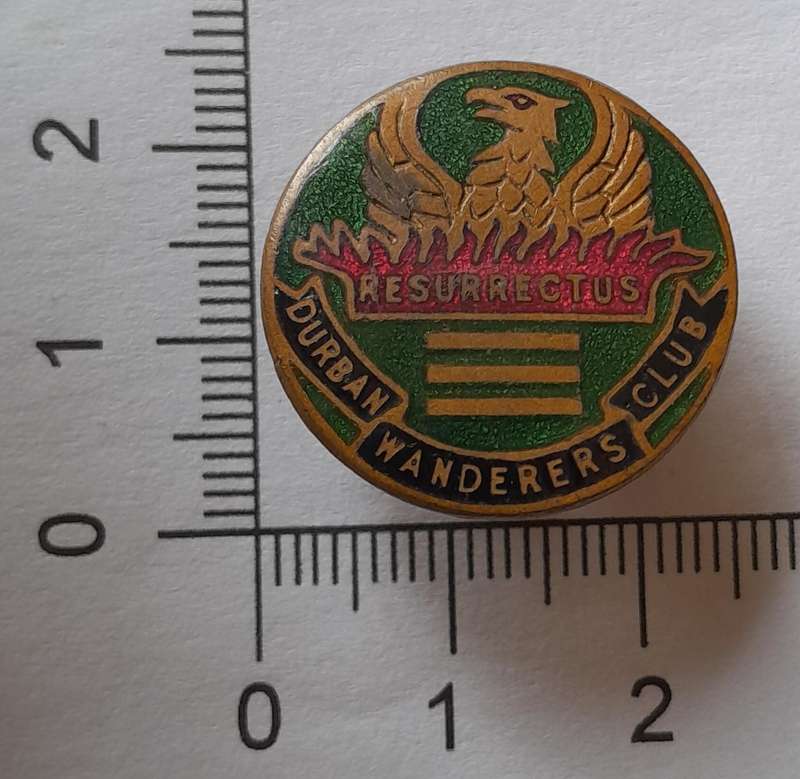 RESURRECTUS
DURBAN WANDERERS CLUB
2
1
0
0 1 2